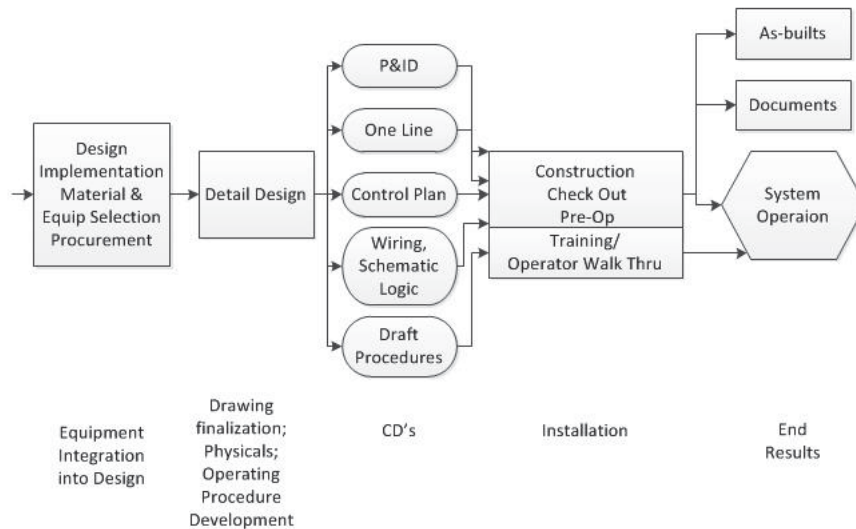 Design
Implementation
Material &
Equip Selection
Procurement
Detail Design
P&ID
One Line
Control Plan
Wiring,
Schematic
Logic
Draft
Procedures
Construction
Check Out
Pre-Op
Training/
Operator Walk Thru
As-builts
Documents
System
Operaion
Equipment
Integration
into Design
Drawing
finalization;
Physicals;
Operating
Procedure
Development
CD's
Installation
End
Results